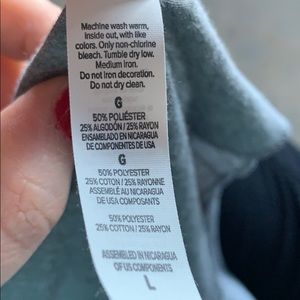 Machine wash warm,
inside out, with like
colors. Only non-chlorine
bleach. Tumble dry low.
Medium iron.
Do not iron decoration.
Do not dry clean.
G
50% POLIÉSTER
25% ALGODÓN / 25% RAYON
ENSAMBLADO EN NICARAGUA
DE COMPONENTES DE USA
G
50% POLYESTER
25% COTON / 25% RAYONNE
ASSEMBLÉ AU NICARAGUA
DE USA COMPOSANTS
50% POLYESTER
25% COTTON / 25% RAYON
ASSEMBLED IN NICARAGUA
OF US COMPONENTS
L